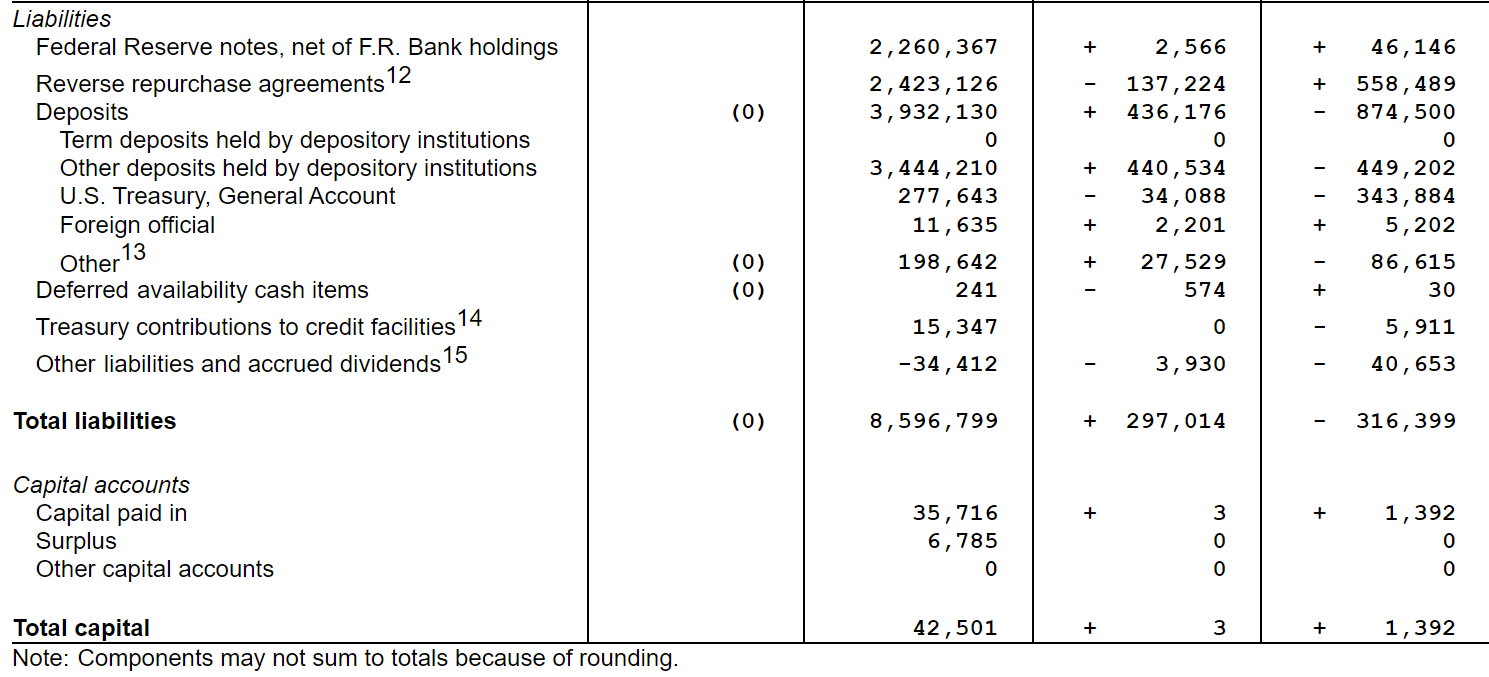 Liabilities
Federal Reserve notes, net of F.R. Bank holdings 2,260,367 + 2,566 + 46,146
Reverse repurchase agreements12 2,423,126 - 137,224 + 558,489
Deposits (0) 3,932,130 + 436,176 - 874,500
Term deposits held by depository institutions 0 0 0
Other deposits held by depository institutions 3,444,210 + 440,534 - 449,202
U.S. Treasury, General Account 277,643 - 34,088 - 343,884
Foreign official 11,635 + 2,201 + 5,202
Other13 (0) 198,642 + 27,529 - 86,615
Deferred availability cash items (0) 241 - 574 + 30
Treasury contributions to credit facilities14 15,347 0 - 5,911
Other liabilities and accrued dividends15 -34,412 - 3,930 - 40,653
Total liabilities (0) 8,596,799 + 297,014 - 316,399
Capital accounts
Capital paid in 35,716 + 3 + 1,392
Surplus 6,785 0 0
Other capital accounts 0 0 0
Total capital 42,501 + 3 + 1,392
Note: Components may not sum to totals because of rounding.